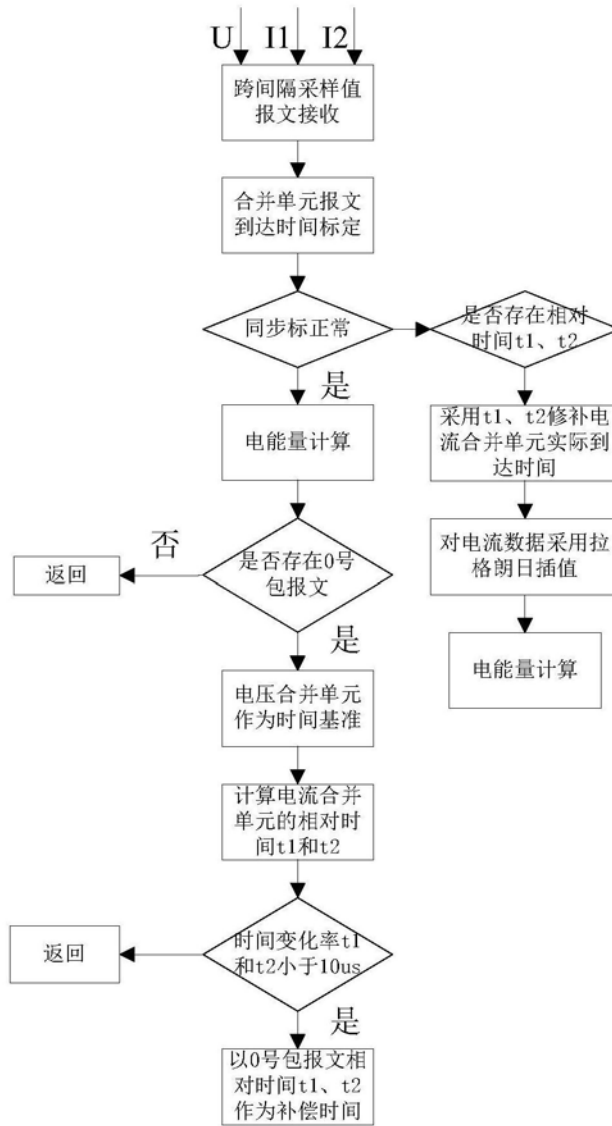 U I1 I2
跨间隔采样值
报文接收
合并单元报文
到达时间标定
同步标正常
是否存在相对
时间t1、t2
是
电能量计算
采用t1、t2修补电
流合并单元实际到
达时间
否
返回
是否存在0号
包报文
对电流数据采用拉
格朗日插值
是
电能量计算
电压合并单元
作为时间基准
计算电流合并
单元的相对时
间t1和t2
返回
时间变化率t1
和t2小于10us
是
以0号包报文相
对时间t1、t2
作为补偿时间